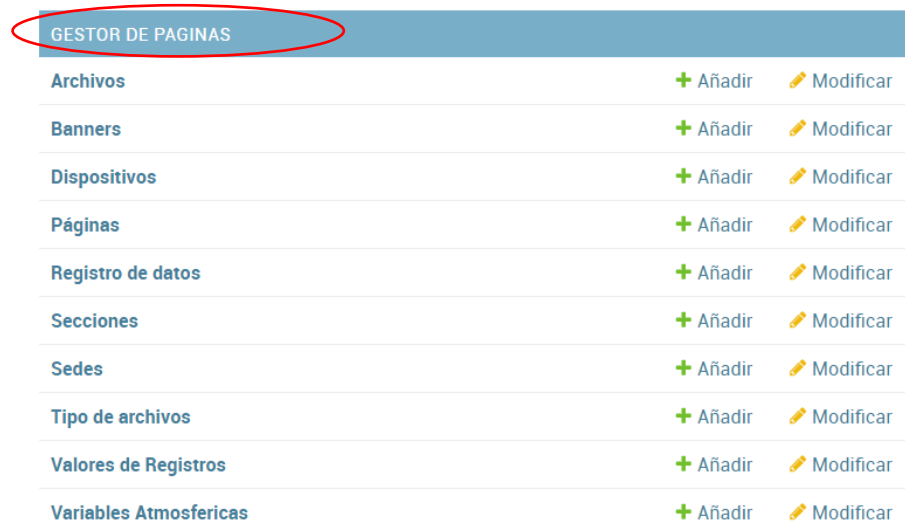 GESTOR DE PAGINAS
Archivos Añadir Modificar
Banners Añadir Modificar
Dispositivos Añadir Modificar
Páginas Añadir Modificar
Registro de datos Añadir Modificar
Secciones Añadir Modificar
Sedes Añadir Modificar
Tipo de archivos Añadir Modificar
Valores de Registros Añadir Modificar
Variables Atmosfericas Añadir Modificar